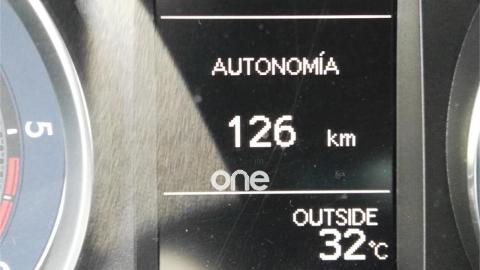 AUTONOMÍA
126 km
5
one
OUTSIDE
32°C